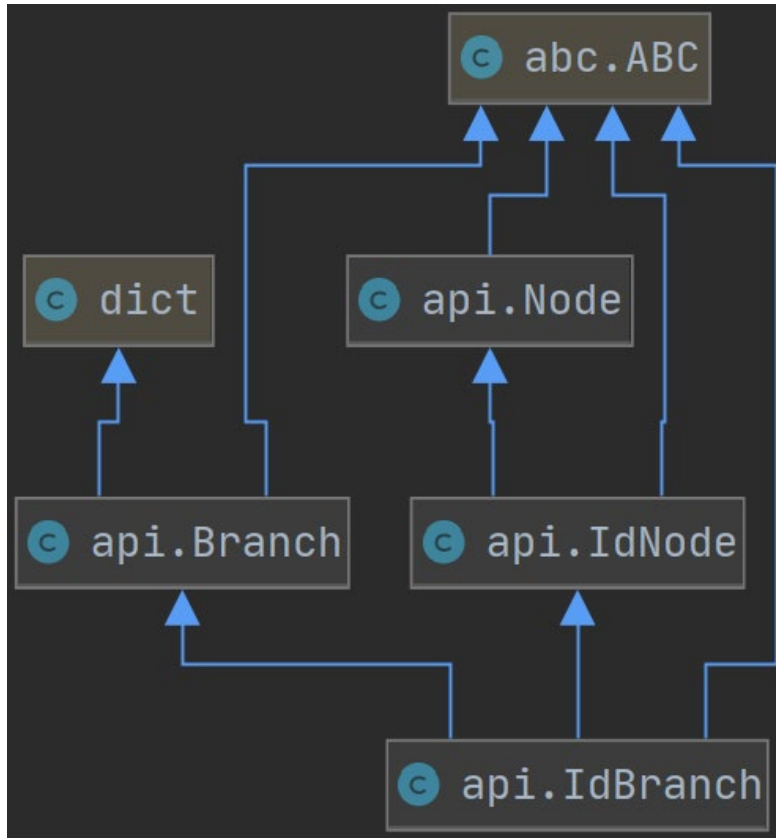 C abc.ABC
C dict
C api.Node
C api.Branch
C api.IdNode
C api.IdBranch